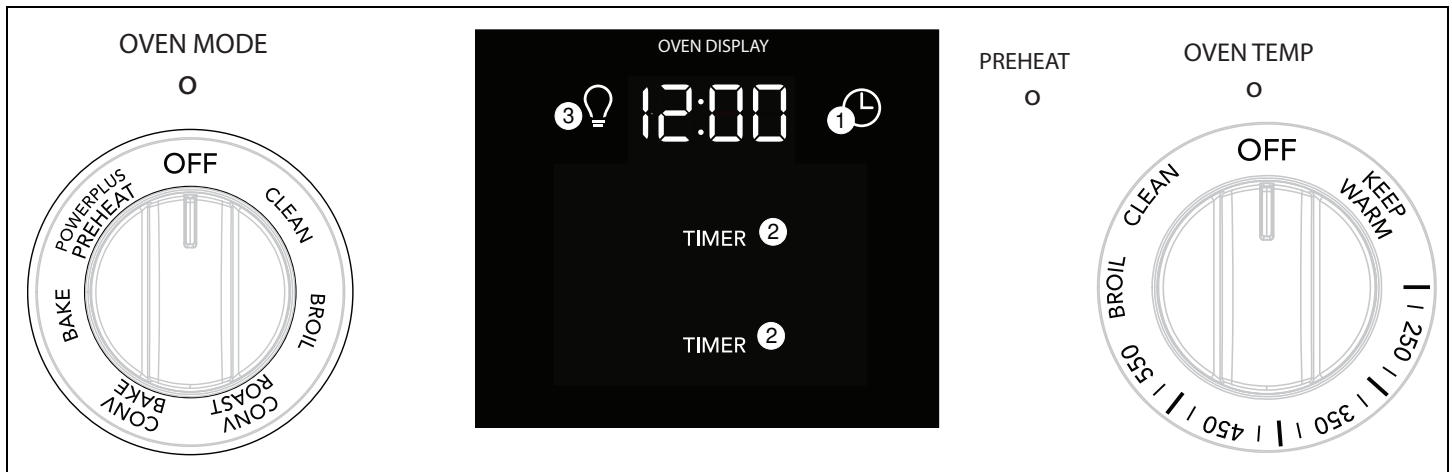 OVEN MODE
o
OFF
CLEAN
BROIL
CONV
ROAST
CONV
BAKE
BAKE
POWERPLUS
PREHEAT
OVEN DISPLAY
3
12:00
1
TIMER 2
TIMER 2
PREHEAT
o
OVEN TEMP
o
OFF
KEEP
WARM
250
350
450
550
BROIL
CLEAN